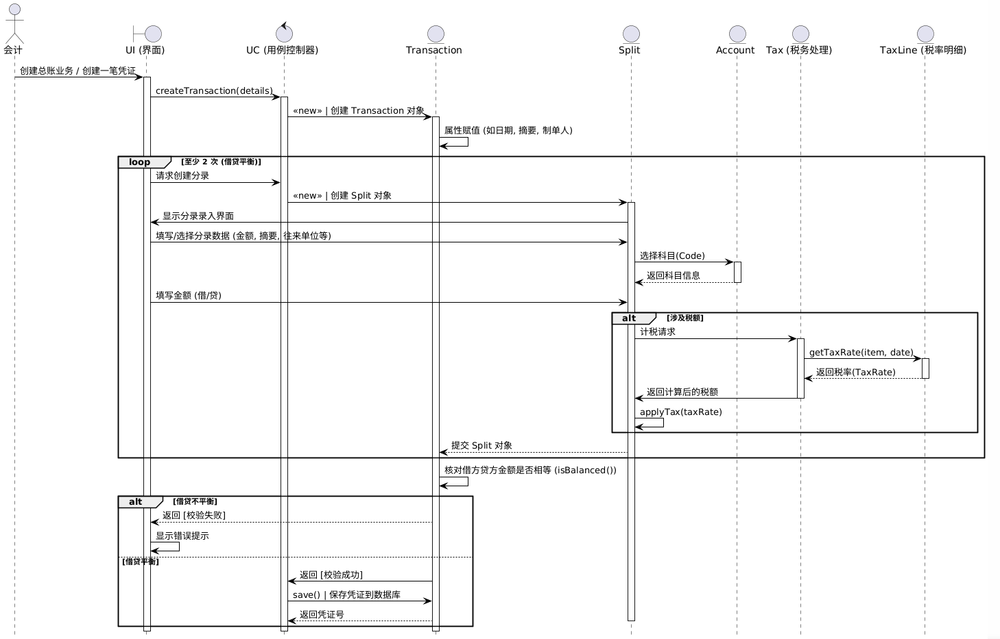 会计
UI (界面)
UC (用例控制器)
Transaction
Split
Account
Tax (税务处理)
TaxLine (税率明细)
创建总账业务 / 创建一笔凭证
createTransaction(details)
«new» | 创建 Transaction 对象
属性赋值 (如日期, 摘要, 制单人)
loop [至少 2 次 (借贷平衡)]
请求创建分录
«new» | 创建 Split 对象
显示分录录入界面
填写/选择分录数据 (金额, 摘要, 往来单位等)
选择科目(Code)
返回科目信息
填写金额 (借/贷)
alt [涉及税额]
计税请求
getTaxRate(item, date)
返回税率(TaxRate)
返回计算后的税额
applyTax(taxRate)
提交 Split 对象
核对借方贷方金额是否相等 (isBalanced())
alt [借贷不平衡]
返回 [校验失败]
显示错误提示
[借贷平衡]
返回 [校验成功]
save() | 保存凭证到数据库
返回凭证号